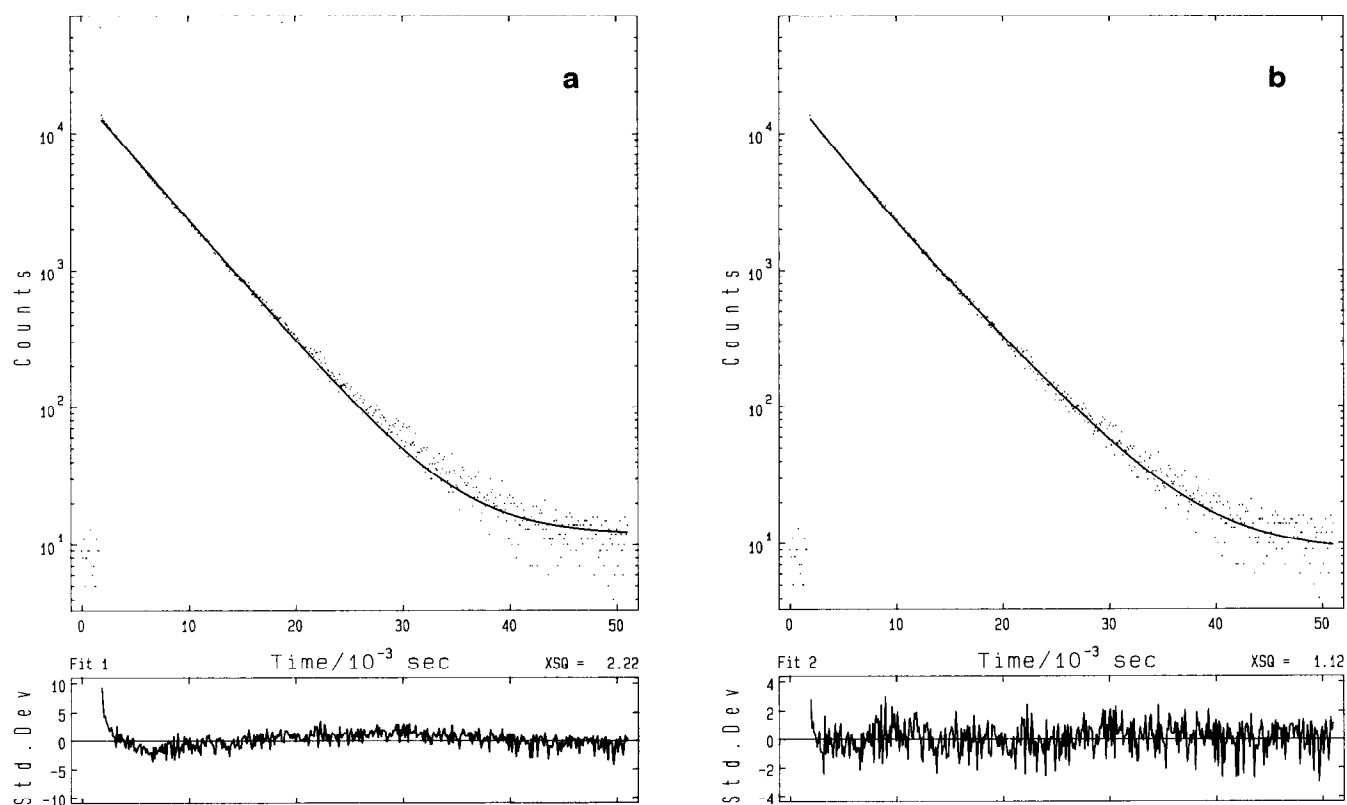 a
10⁴
10³
10²
10¹
Counts
0 10 20 30 40 50
Fit 1 Time/10⁻³ sec XSQ = 2.22
10
5
0
-5
-10
Std.Dev
b
10⁴
10³
10²
10¹
Counts
0 10 20 30 40 50
Fit 2 Time/10⁻³ sec XSQ = 1.12
4
2
0
-2
-4
Std.Dev